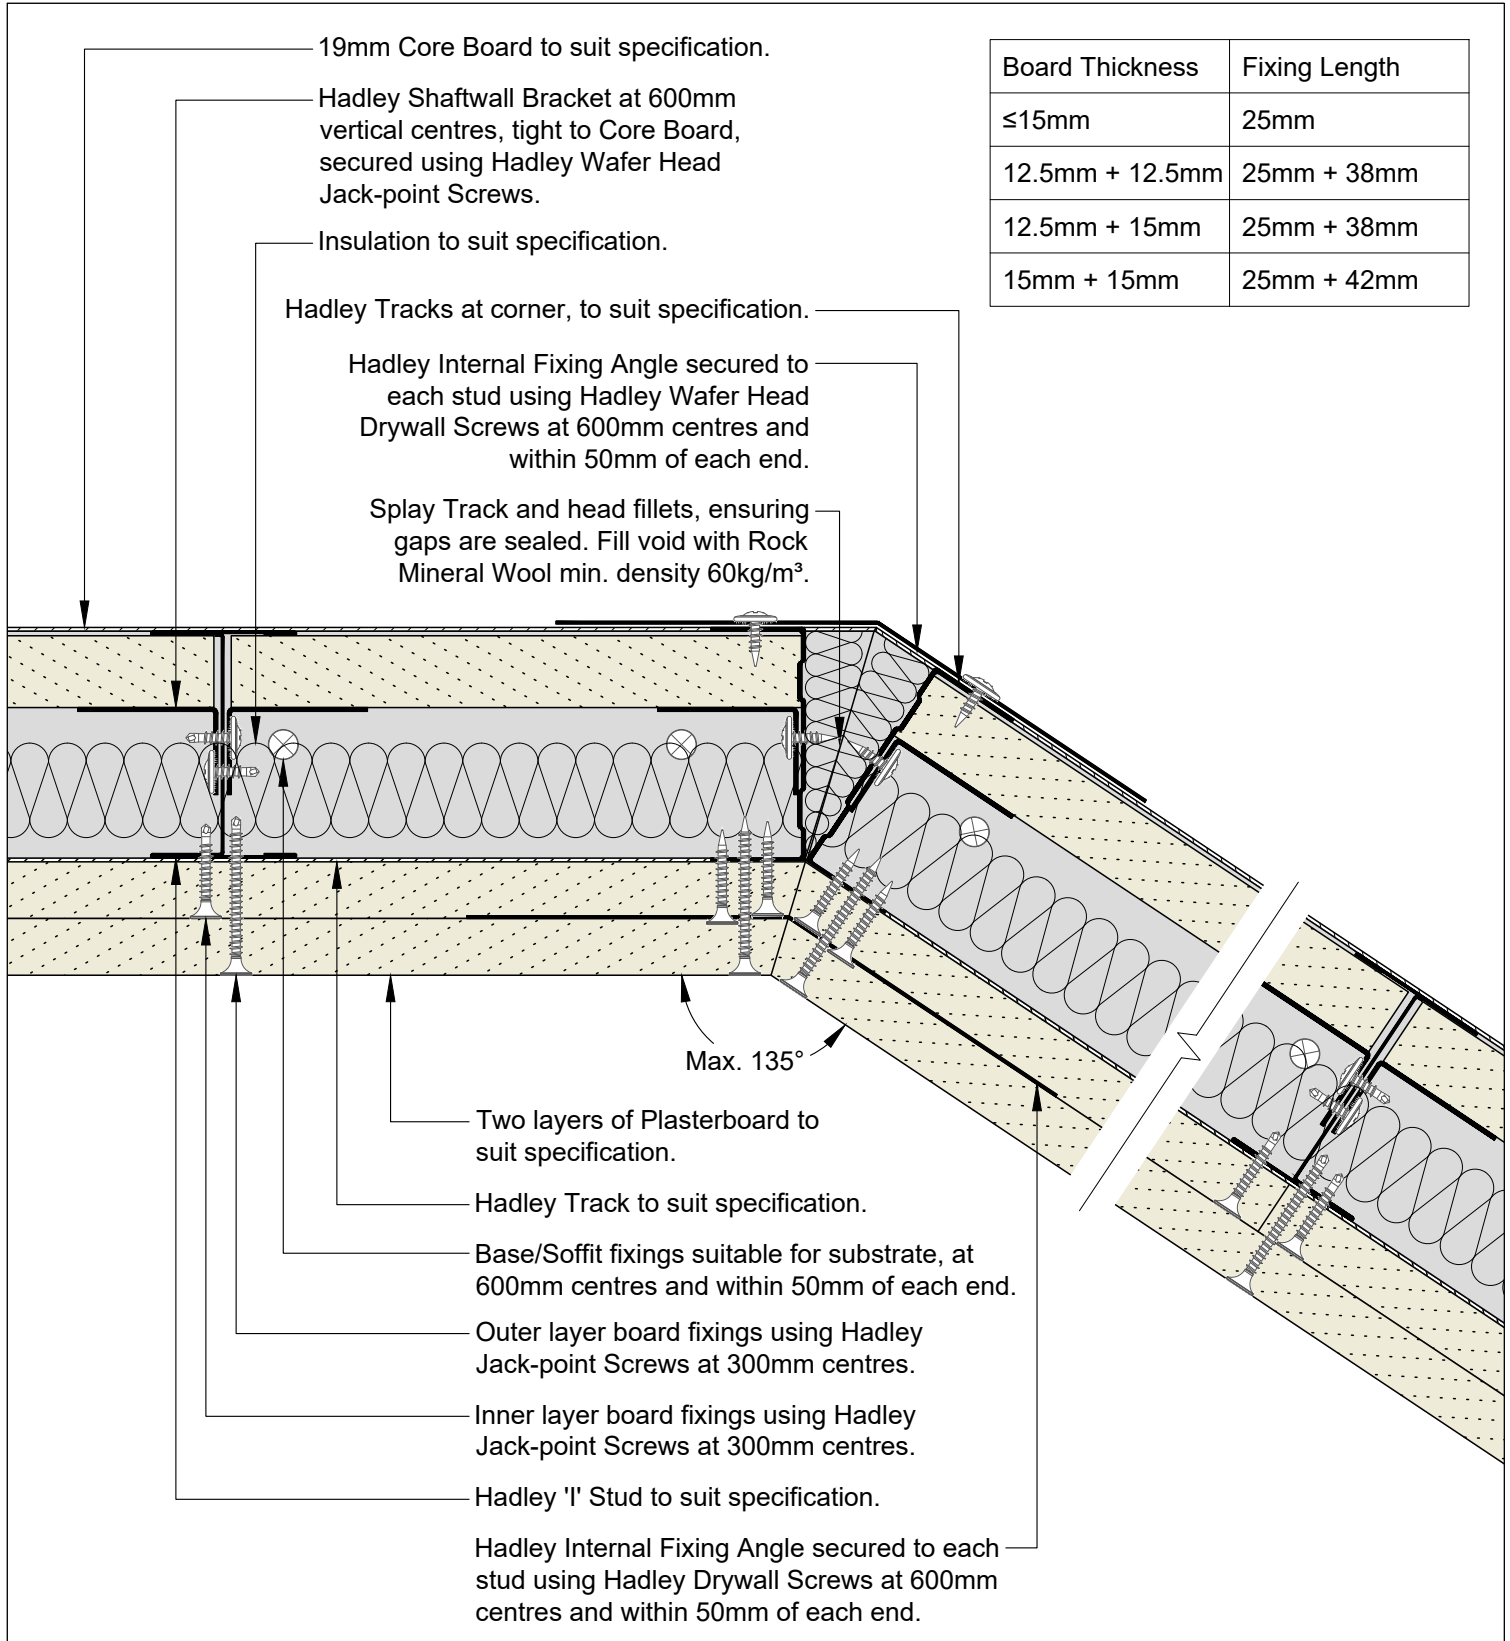 19mm Core Board to suit specification.
Hadley Shaftwall Bracket at 600mm
vertical centres, tight to Core Board,
secured using Hadley Wafer Head
Jack-point Screws.
Insulation to suit specification.
Hadley Tracks at corner, to suit specification.
Hadley Internal Fixing Angle secured to
each stud using Hadley Wafer Head
Drywall Screws at 600mm centres and
within 50mm of each end.
Splay Track and head fillets, ensuring
gaps are sealed. Fill void with Rock
Mineral Wool min. density 60kg/m³.
Board Thickness Fixing Length
≤15mm 25mm
12.5mm + 12.5mm 25mm + 38mm
12.5mm + 15mm 25mm + 38mm
15mm + 15mm 25mm + 42mm
Max. 135°
Two layers of Plasterboard to
suit specification.
Hadley Track to suit specification.
Base/Soffit fixings suitable for substrate, at
600mm centres and within 50mm of each end.
Outer layer board fixings using Hadley
Jack-point Screws at 300mm centres.
Inner layer board fixings using Hadley
Jack-point Screws at 300mm centres.
Hadley 'I' Stud to suit specification.
Hadley Internal Fixing Angle secured to each
stud using Hadley Drywall Screws at 600mm
centres and within 50mm of each end.